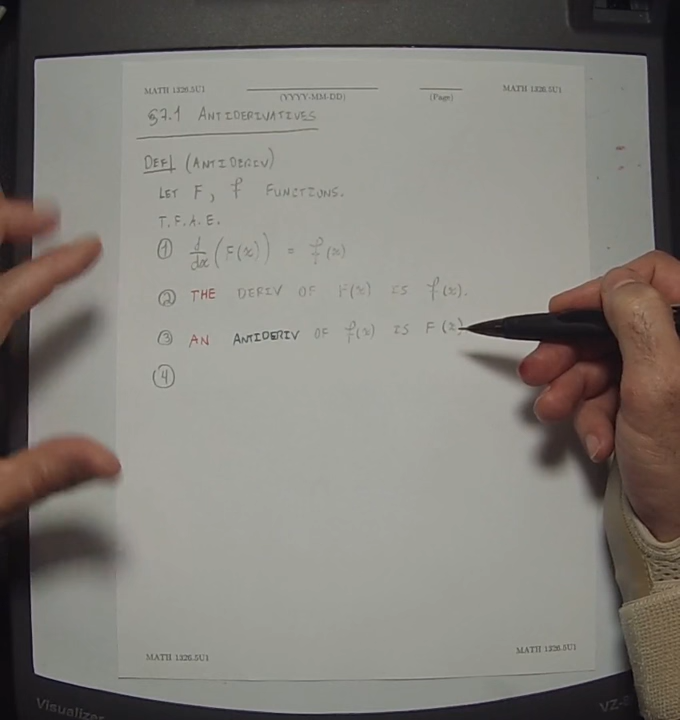 MATH 1326.5U1 (YYYY-MM-DD) (Page) MATH 1326.5U1
§7.1 ANTIDERIVATIVES
DEF| (ANTIDERIV)
LET F, f FUNCTIONS.
T.F.A.E.
① d/dx (F(x)) = f(x)
② THE DERIV OF F(x) IS f(x).
③ AN ANTIDERIV OF f(x) IS F(x)
④
MATH 1326.5U1 MATH 1326.5U1
Visualizer